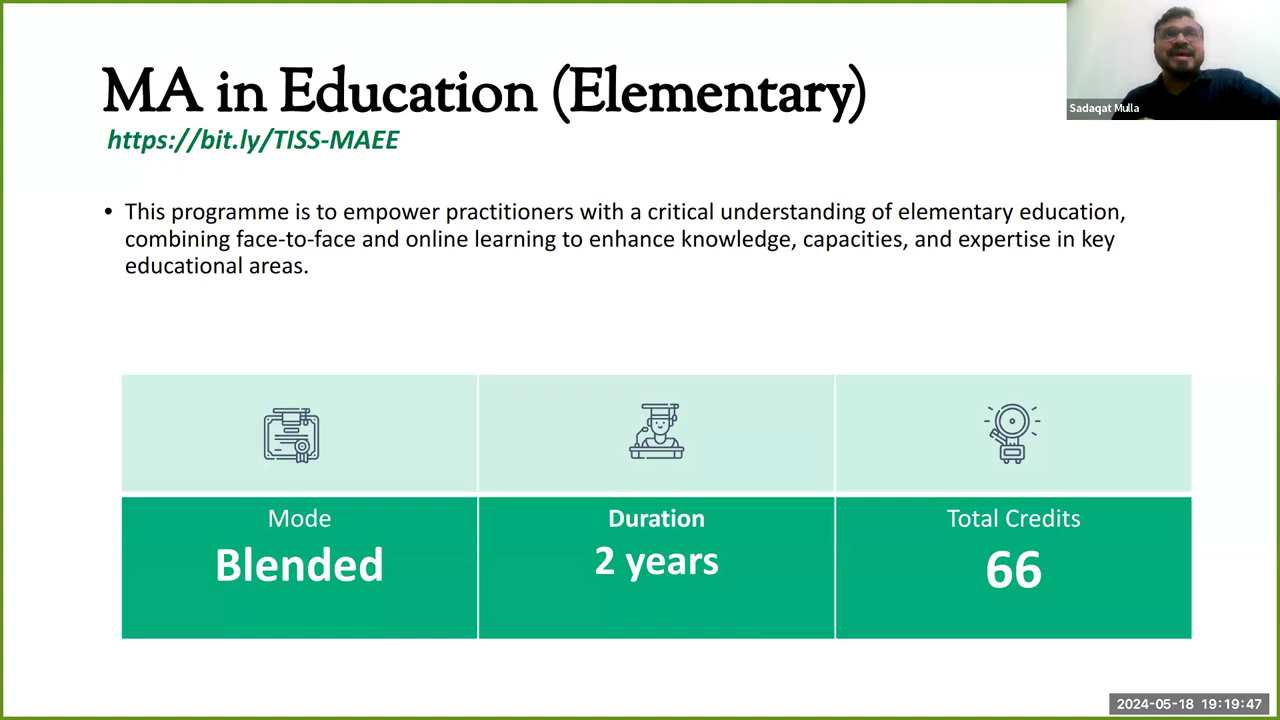 MA in Education (Elementary)
https://bit.ly/TISS-MAEE
Sadaqat Mulla
• This programme is to empower practitioners with a critical understanding of elementary education,
combining face-to-face and online learning to enhance knowledge, capacities, and expertise in key
educational areas.
Mode
Blended
Duration
2 years
Total Credits
66
2024-05-18 19:19:47